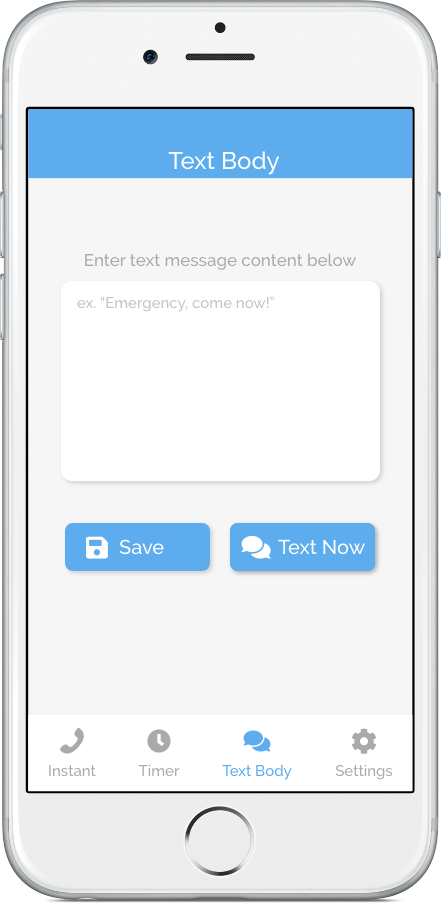 Text Body
Enter text message content below
ex. “Emergency, come now!”
Save
Text Now
Instant
Timer
Text Body
Settings